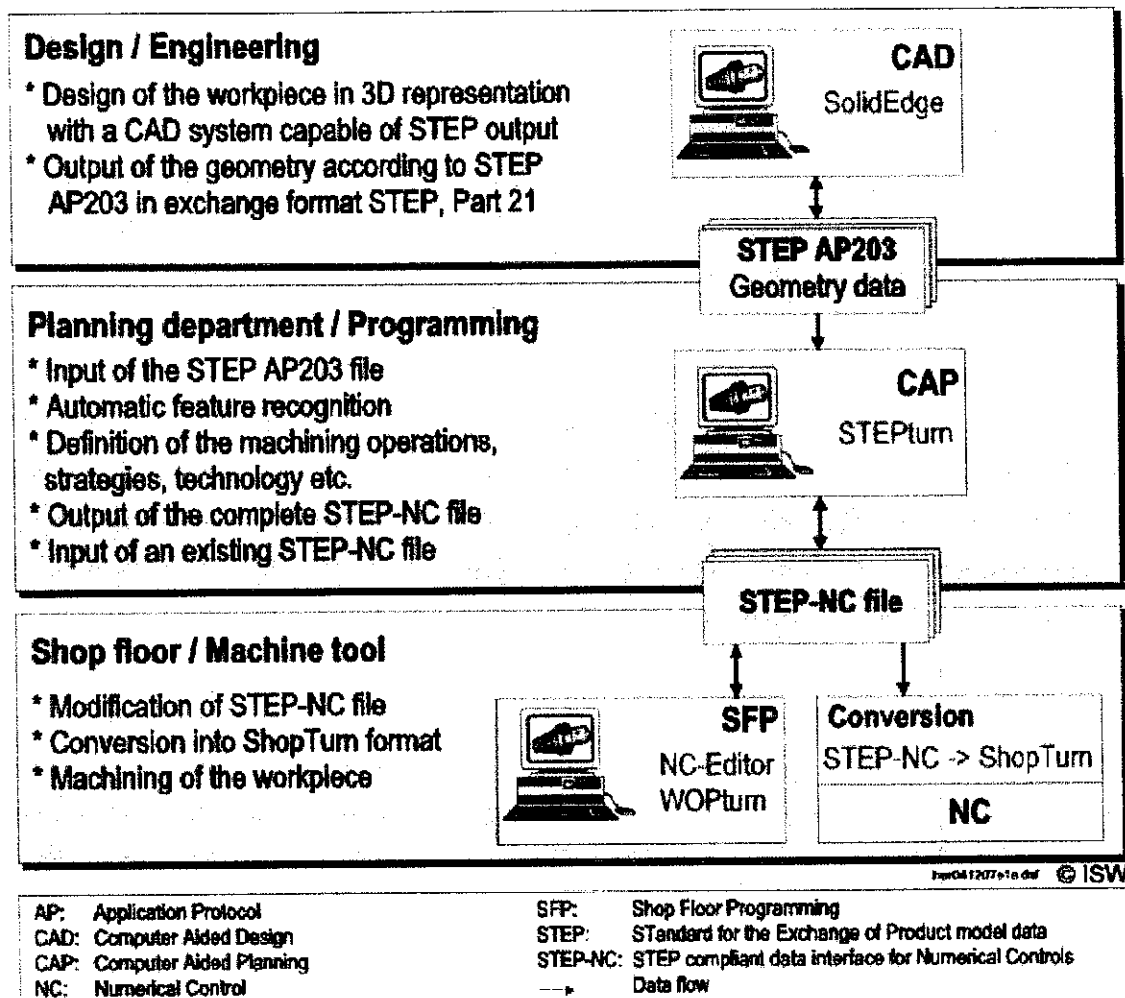 Design / Engineering
* Design of the workpiece in 3D representation
with a CAD system capable of STEP output
* Output of the geometry according to STEP
AP203 in exchange format STEP, Part 21
CAD
SolidEdge
STEP AP203
Geometry data
Planning department / Programming
* Input of the STEP AP203 file
* Automatic feature recognition
* Definition of the machining operations,
strategies, technology etc.
* Output of the complete STEP-NC file
* Input of an existing STEP-NC file
CAP
STEPturn
STEP-NC file
Shop floor / Machine tool
* Modification of STEP-NC file
* Conversion into ShopTurn format
* Machining of the workpiece
SFP
NC-Editor
WOPturn
Conversion
STEP-NC -> ShopTurn
NC
© ISW
AP: Application Protocol
CAD: Computer Aided Design
CAP: Computer Aided Planning
NC: Numerical Control
SFP: Shop Floor Programming
STEP: STandard for the Exchange of Product model data
STEP-NC: STEP compliant data interface for Numerical Controls
Data flow